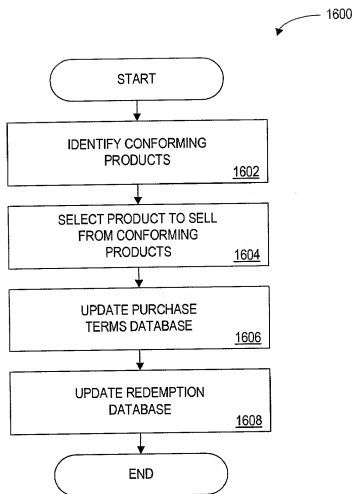 1600
START
IDENTIFY CONFORMING
PRODUCTS
1602
SELECT PRODUCT TO SELL
FROM CONFORMING
PRODUCTS
1604
UPDATE PURCHASE
TERMS DATABASE
1606
UPDATE REDEMPTION
DATABASE
1608
END